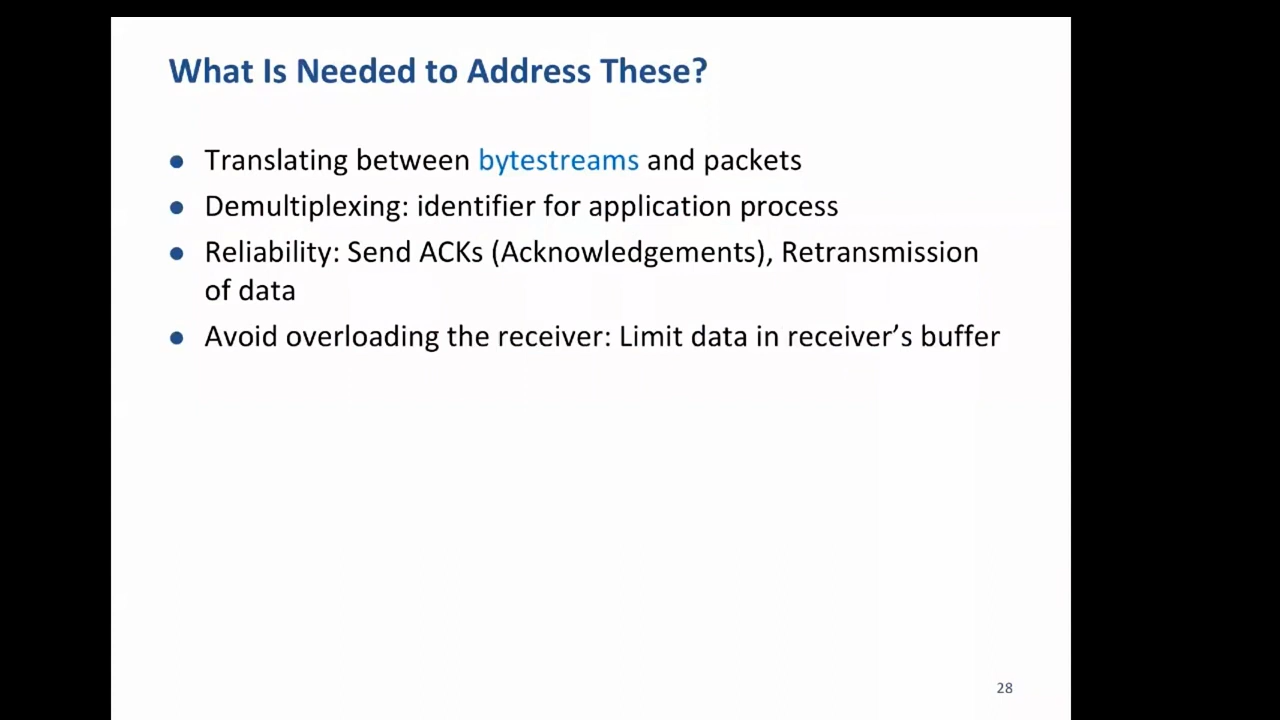 What Is Needed to Address These?
● Translating between bytestreams and packets
● Demultiplexing: identifier for application process
● Reliability: Send ACKs (Acknowledgements), Retransmission
of data
● Avoid overloading the receiver: Limit data in receiver’s buffer
28